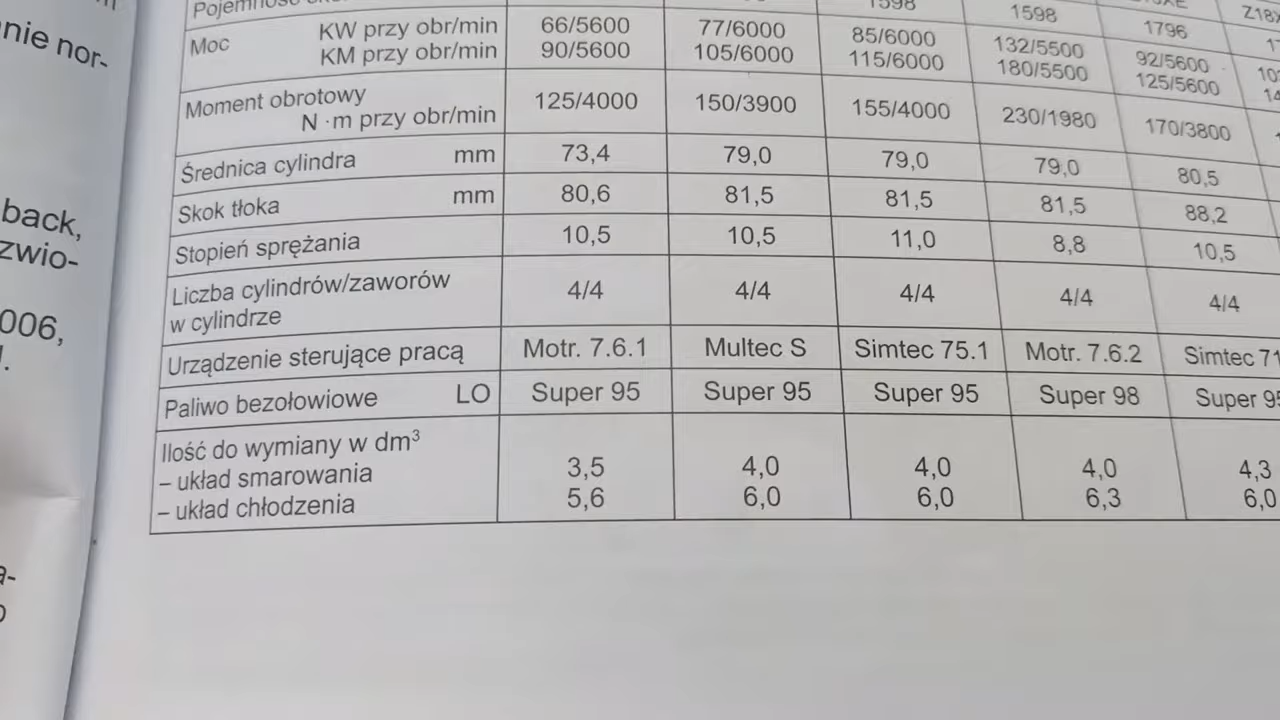 nie nor-
back,
zwio-
006,
Pojemność
1598 1598 1796
Moc KW przy obr/min 66/5600 77/6000 85/6000 132/5500 92/5600
KM przy obr/min 90/5600 105/6000 115/6000 180/5500 125/5600
Moment obrotowy
N·m przy obr/min 125/4000 150/3900 155/4000 230/1980 170/3800
Średnica cylindra mm 73,4 79,0 79,0 79,0 80,5
Skok tłoka mm 80,6 81,5 81,5 81,5 88,2
Stopień sprężania 10,5 10,5 11,0 8,8 10,5
Liczba cylindrów/zaworów
w cylindrze 4/4 4/4 4/4 4/4 4/4
Urządzenie sterujące pracą Motr. 7.6.1 Multec S Simtec 75.1 Motr. 7.6.2 Simtec 71
Paliwo bezołowiowe LO Super 95 Super 95 Super 95 Super 98 Super 95
Ilość do wymiany w dm³
– układ smarowania 3,5 4,0 4,0 4,0 4,3
– układ chłodzenia 5,6 6,0 6,0 6,3 6,0